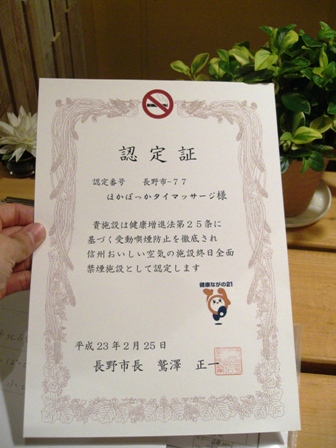 認定証
認定番号 長野市-77
ほかぽっかタイマッサージ様
貴施設は健康増進法第25条に
基づく受動喫煙防止を徹底され
信州おいしい空気の施設終日全面
禁煙施設として認定します
健康ながの21
平成23年2月25日
長野市長 鷲澤 正一